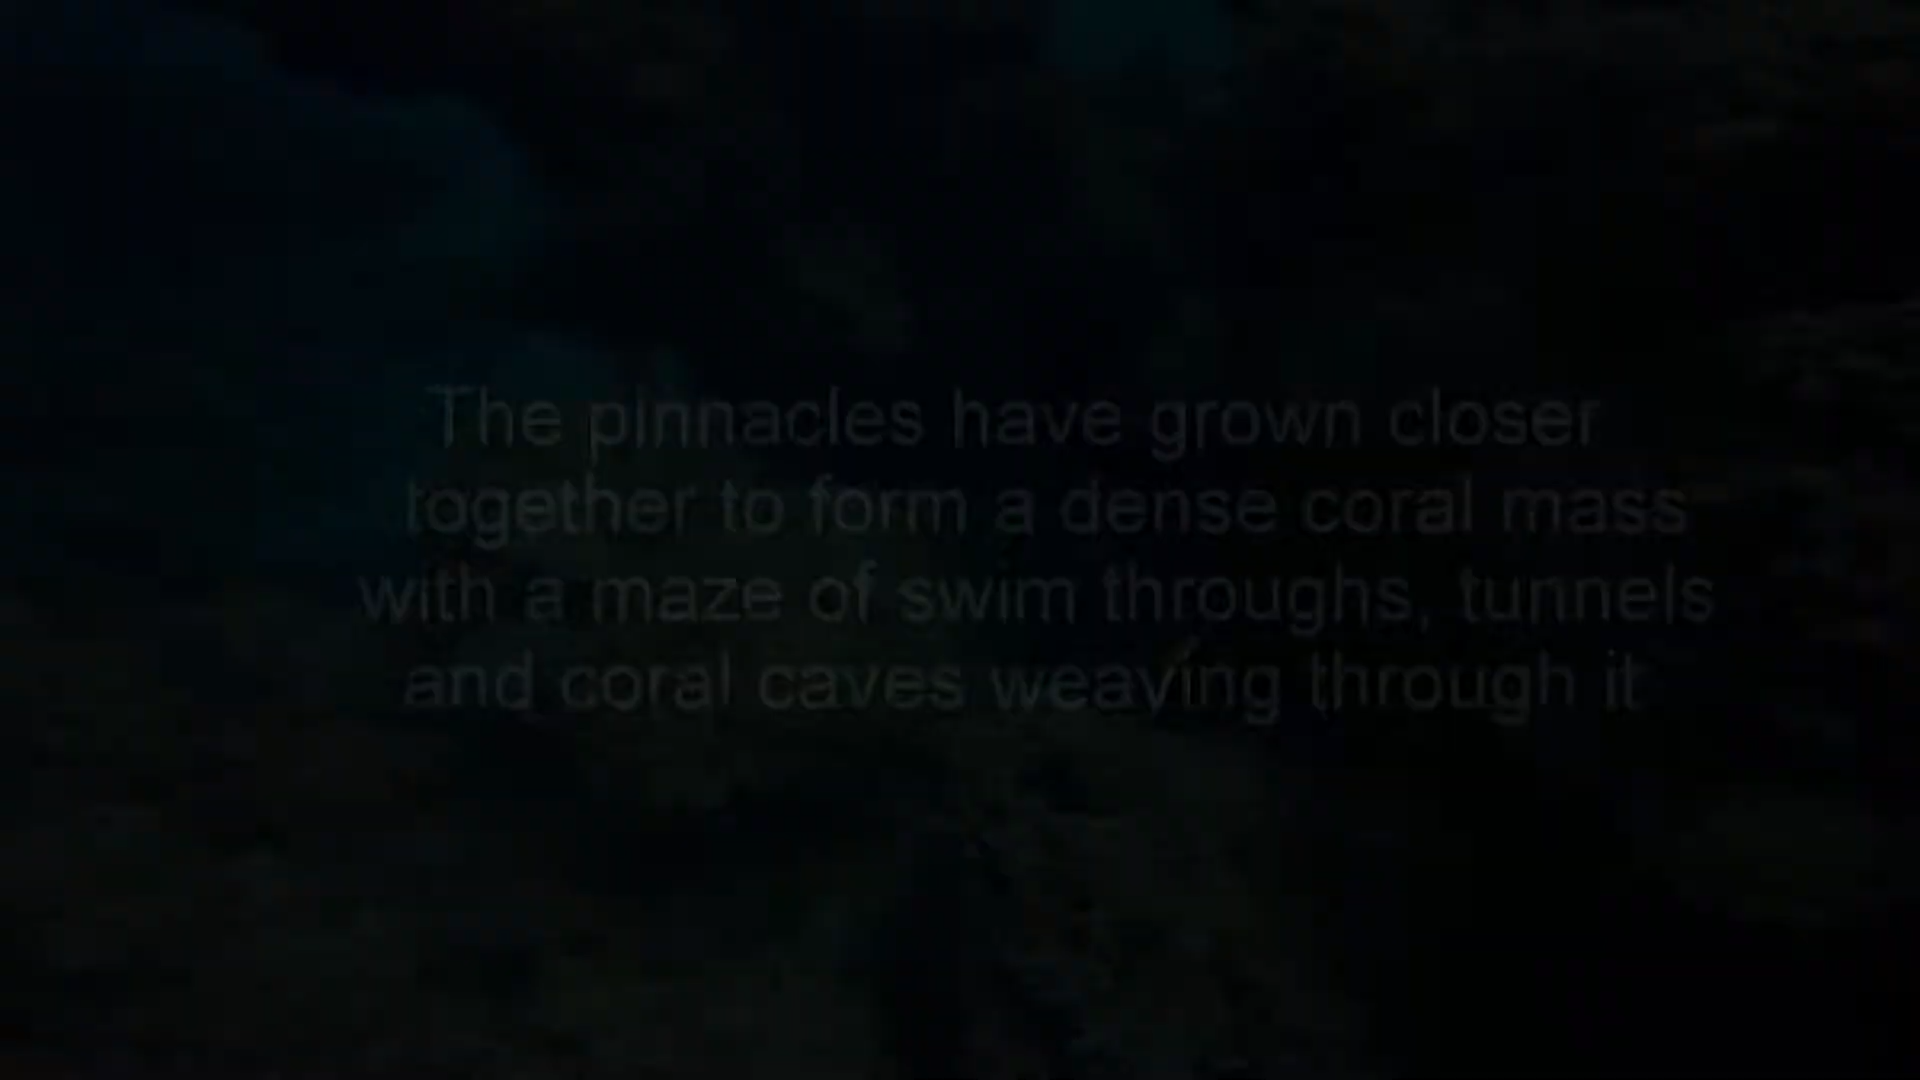 The pinnacles have grown closer
together to form a dense coral mass
with a maze of swim throughs, tunnels
and coral caves weaving through it